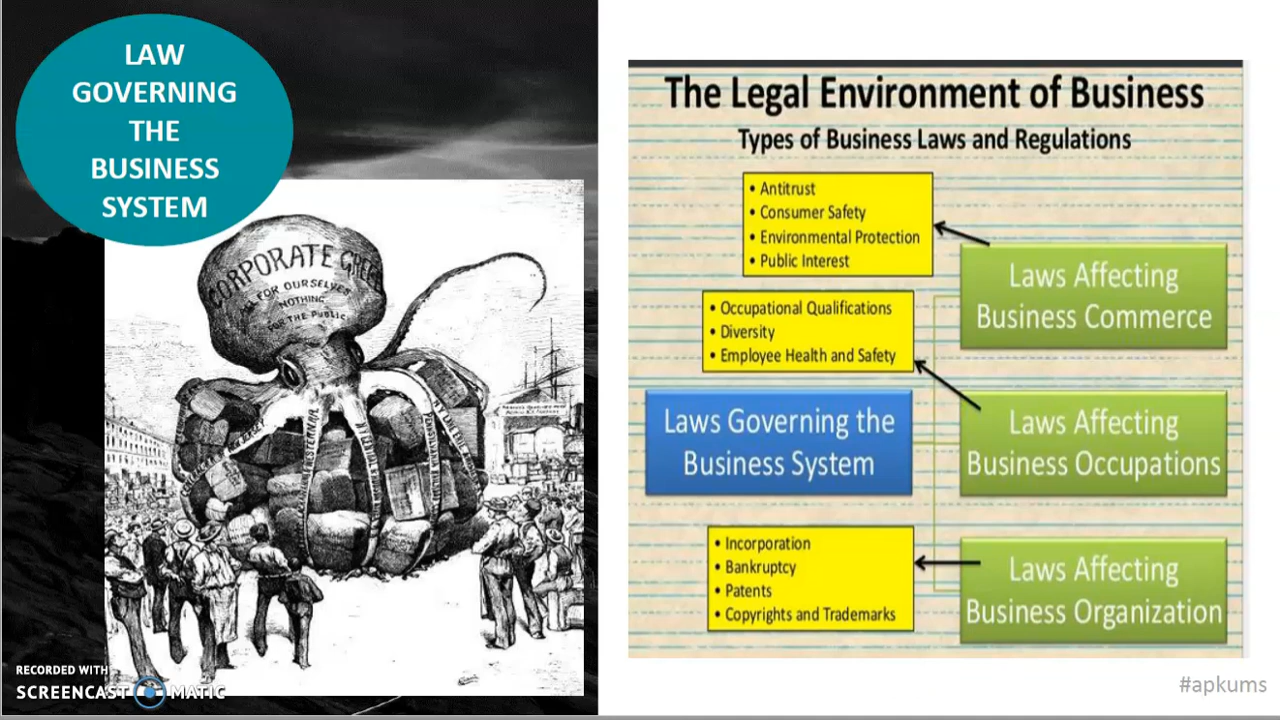 LAW
GOVERNING
THE
BUSINESS
SYSTEM
CORPORATE GREED
FOR OURSELVES
NOTHING
FOR THE PUBLIC
RECORDED WITH
SCREENCAST MATIC
The Legal Environment of Business
Types of Business Laws and Regulations
• Antitrust
• Consumer Safety
• Environmental Protection
• Public Interest
Laws Affecting
Business Commerce
• Occupational Qualifications
• Diversity
• Employee Health and Safety
Laws Governing the
Business System
Laws Affecting
Business Occupations
• Incorporation
• Bankruptcy
• Patents
• Copyrights and Trademarks
Laws Affecting
Business Organization
#apkums